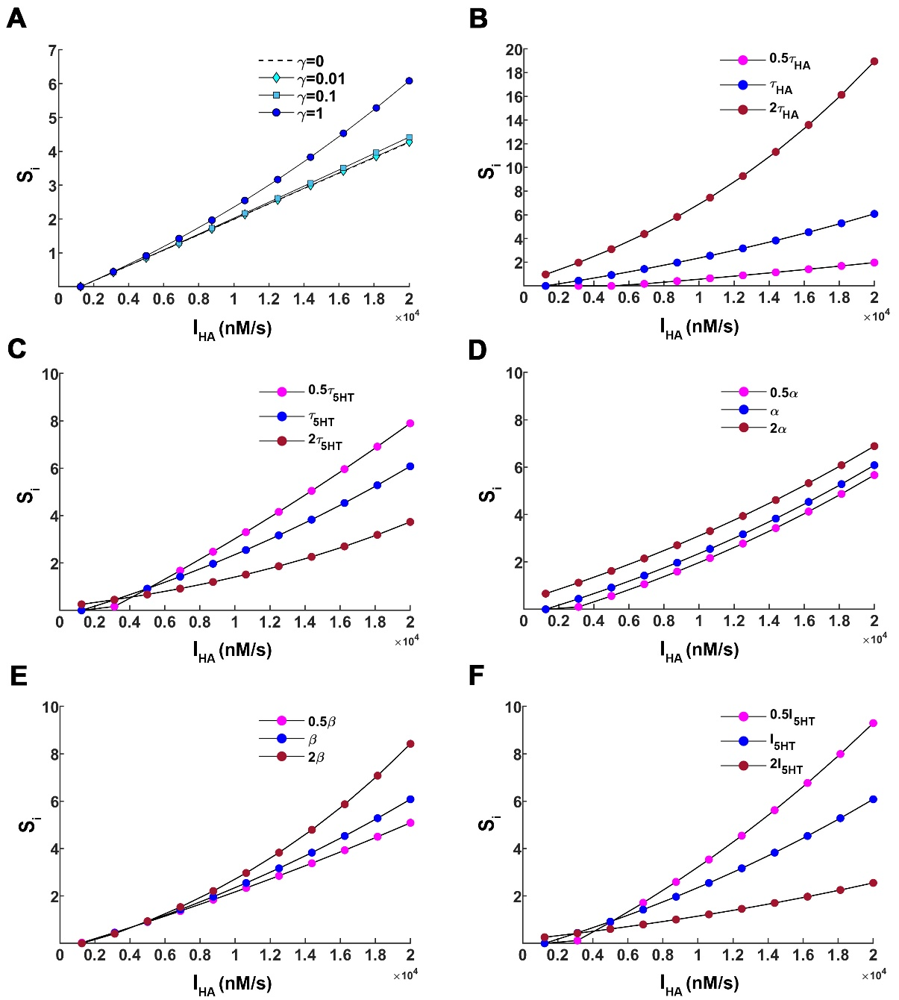 A
7
6
5
4
3
2
1
S_i
γ=0
γ=0.01
γ=0.1
γ=1
0.2 0.4 0.6 0.8 1 1.2 1.4 1.6 1.8 2
×10^4
I_HA (nM/s)
B
20
18
16
14
12
10
8
6
4
2
S_i
0.5τ_HA
τ_HA
2τ_HA
0 0.2 0.4 0.6 0.8 1 1.2 1.4 1.6 1.8 2
×10^4
I_HA (nM/s)
C
10
8
6
4
2
S_i
0.5τ_5HT
τ_5HT
2τ_5HT
0 0.2 0.4 0.6 0.8 1 1.2 1.4 1.6 1.8 2
×10^4
I_HA (nM/s)
D
10
8
6
4
2
S_i
0.5α
α
2α
0 0.2 0.4 0.6 0.8 1 1.2 1.4 1.6 1.8 2
×10^4
I_HA (nM/s)
E
10
8
6
4
2
S_i
0.5β
β
2β
0 0.2 0.4 0.6 0.8 1 1.2 1.4 1.6 1.8 2
×10^4
I_HA (nM/s)
F
10
8
6
4
2
S_i
0.5I_5HT
I_5HT
2I_5HT
0 0.2 0.4 0.6 0.8 1 1.2 1.4 1.6 1.8 2
×10^4
I_HA (nM/s)